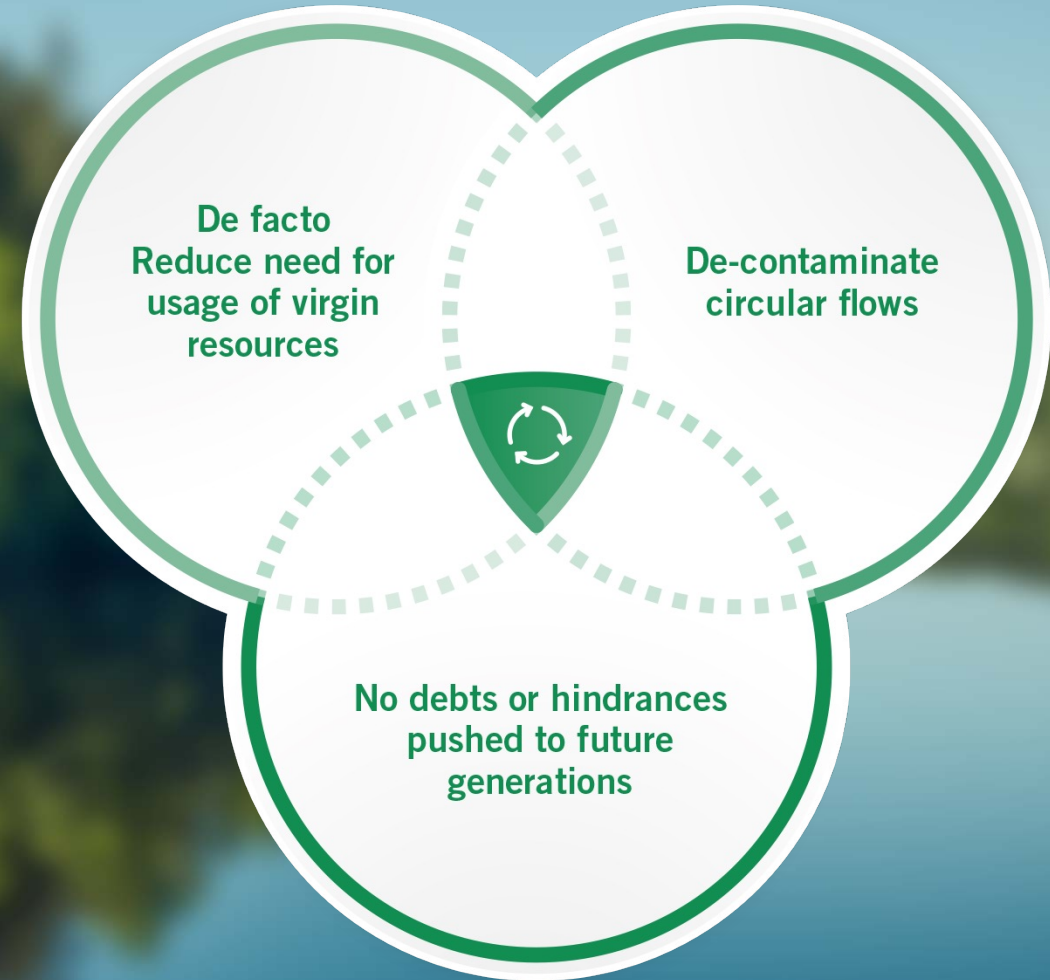 De facto
Reduce need for
usage of virgin
resources
De-contaminate
circular flows
No debts or hindrances
pushed to future
generations